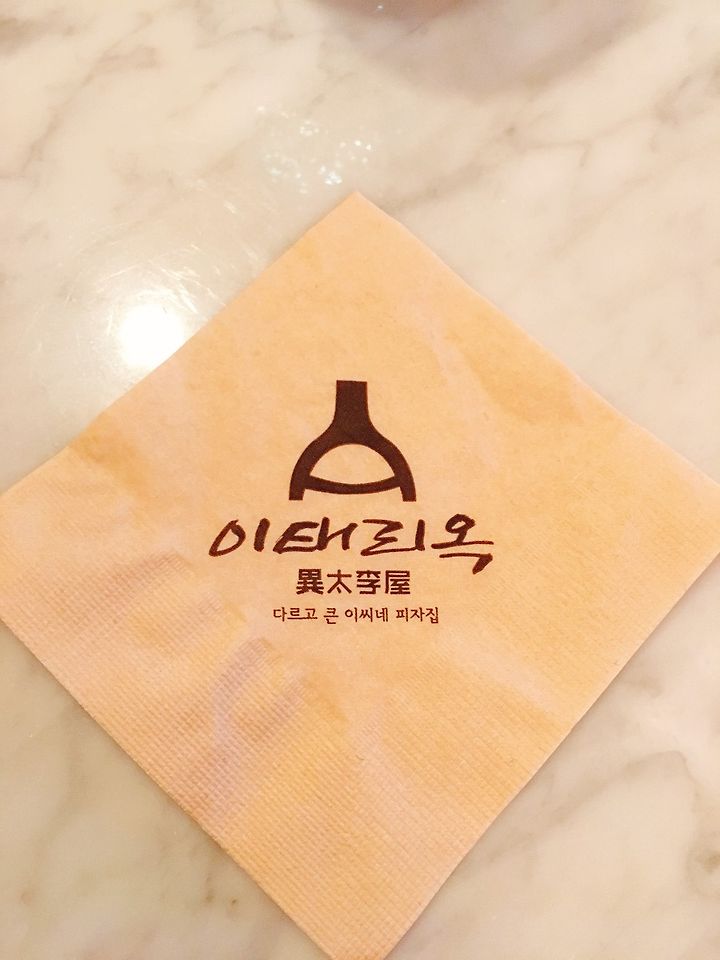 이태리옥
異太李屋
다르고 큰 이씨네 피자집